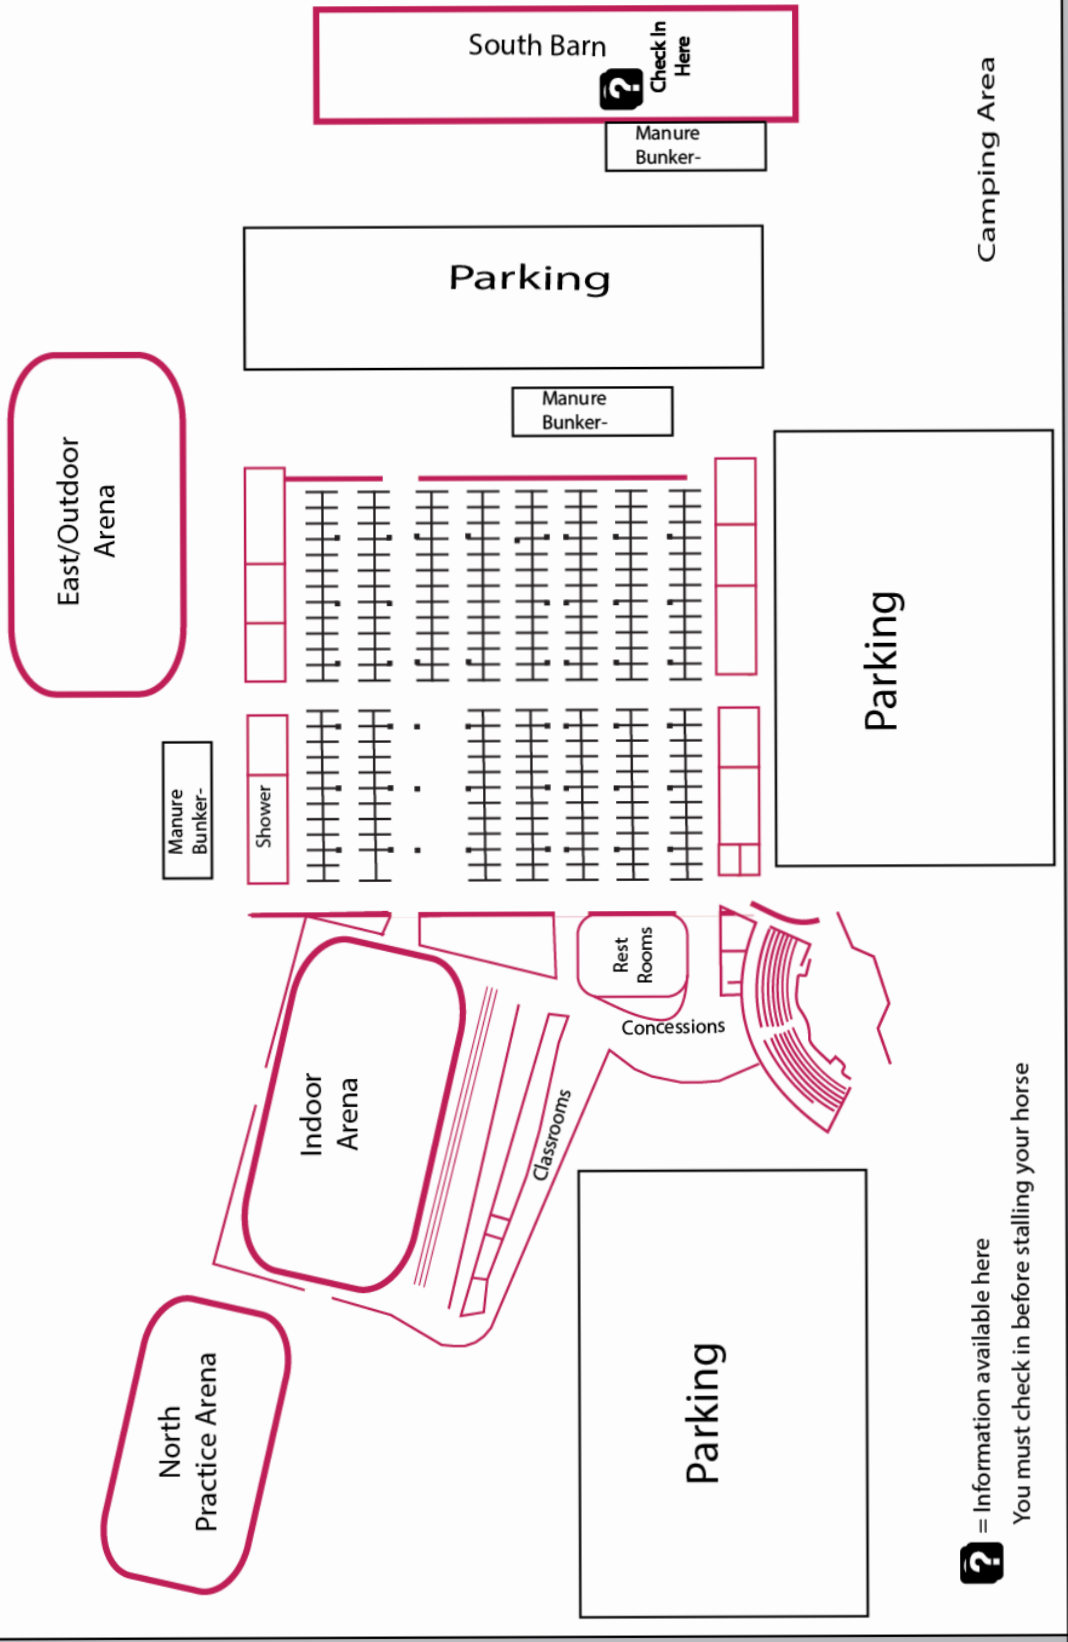 South Barn
Check In
Here
Manure
Bunker-
Camping Area
Parking
Manure
Bunker-
East/Outdoor
Arena
Parking
Manure
Bunker-
Shower
Rest
Rooms
Concessions
Indoor
Arena
Classrooms
North
Practice Arena
Parking
? = Information available here
You must check in before stalling your horse